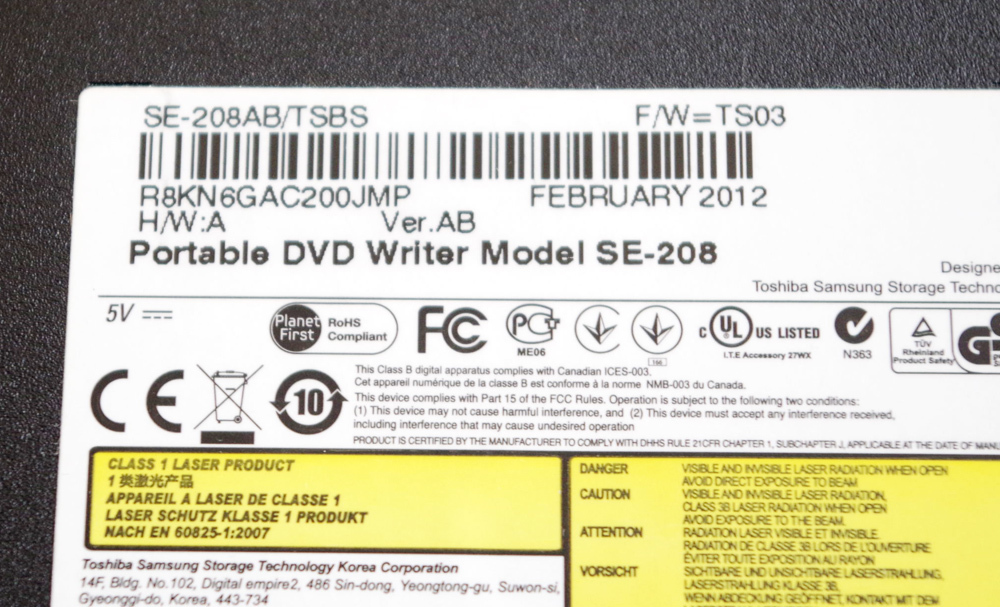 SE-208AB/TSBS F/W=TS03
R8KN6GAC200JMP FEBRUARY 2012
H/W:A Ver.AB
Portable DVD Writer Model SE-208
Designe
Toshiba Samsung Storage Techno
5V
Planet First RoHS Compliant
FC
PCT
ME06
166
c UL US LISTED
I.T.E Accessory 27WX
N363
TÜV
Rheinland
Product Safety
GS
CE
10
This Class B digital apparatus complies with Canadian ICES-003.
Cet appareil numérique de la classe B est conforme à la norme NMB-003 du Canada.
This device complies with Part 15 of the FCC Rules. Operation is subject to the following two conditions:
(1) This device may not cause harmful interference, and (2) This device must accept any interference received,
including interference that may cause undesired operation
PRODUCT IS CERTIFIED BY THE MANUFACTURER TO COMPLY WITH DHHS RULE 21CFR CHAPTER 1, SUBCHAPTER J, APPLICABLE AT THE DATE OF MANU
CLASS 1 LASER PRODUCT
1 类激光产品
APPAREIL A LASER DE CLASSE 1
LASER SCHUTZ KLASSE 1 PRODUKT
NACH EN 60825-1:2007
DANGER VISIBLE AND INVISIBLE LASER RADIATION WHEN OPEN
AVOID DIRECT EXPOSURE TO BEAM
CAUTION VISIBLE AND INVISIBLE LASER RADIATION,
CLASS 3B LASER RADIATION WHEN OPEN
AVOID EXPOSURE TO THE BEAM.
ATTENTION RADIATION LASER VISIBLE ET INVISIBLE.
RADIATION DE CLASSE 3B LORS DE L'OUVERTURE
ÉVITER TOUTE EXPOSITION AU RAYON
VORSICHT SICHTBARE UND UNSICHTBARE LASERSTRAHLUNG,
LASERSTRAHLUNG KLASSE 3B,
WENN ABDECKUNG GEÖFFNET, KONTAKT MIT DEM
Toshiba Samsung Storage Technology Korea Corporation
14F, Bldg. No.102, Digital empire2, 486 Sin-dong, Yeongtong-gu, Suwon-si,
Gyeonggi-do, Korea, 443-734